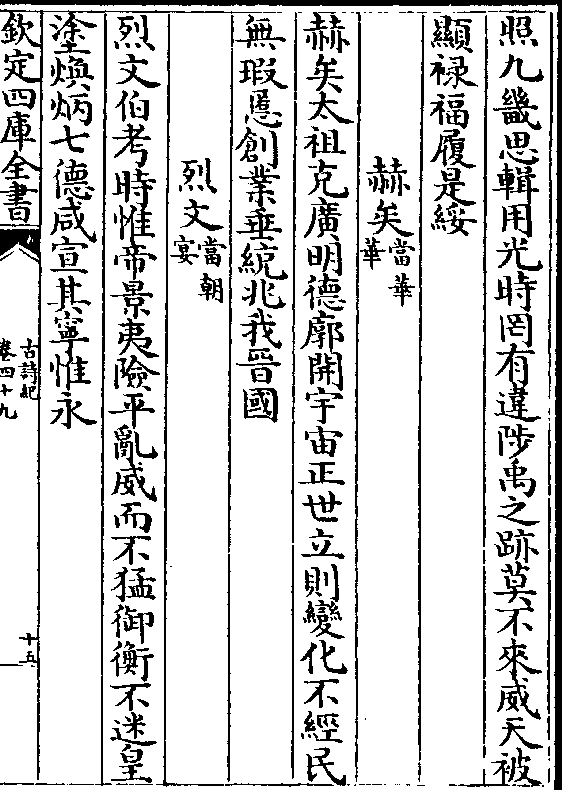 照九畿思輯用光時罔有違陟禹之跡莫不來威天被
顯禄福履是綏
赫矣當華華
赫矣太祖克廣明德廓開宇宙正世立則變化不經民
無瑕慝創業垂統兆我晉國
烈文當朝宴
烈文伯考時惟帝景夷險平亂威而不猛御衡不迷皇
塗煥炳七德咸宣其寧惟永
欽定四庫全書
古詩紀
卷四十九
十五